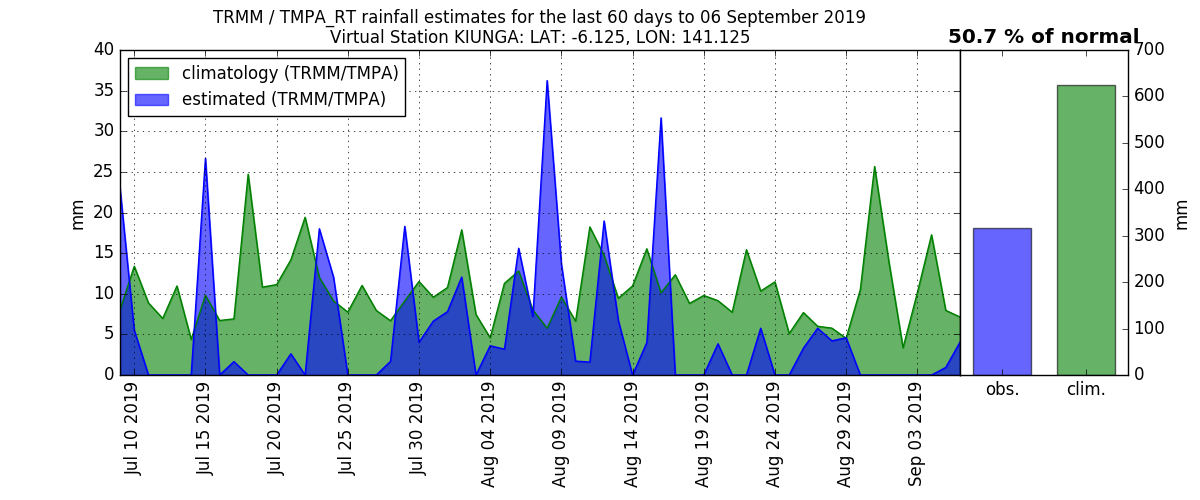 TRMM / TMPA_RT rainfall estimates for the last 60 days to 06 September 2019
Virtual Station KIUNGA: LAT: -6.125, LON: 141.125
50.7 % of normal
climatology (TRMM/TMPA)
estimated (TRMM/TMPA)
40
35
30
25
20
15
10
5
0
mm
Jul 10 2019
Jul 15 2019
Jul 20 2019
Jul 25 2019
Jul 30 2019
Aug 04 2019
Aug 09 2019
Aug 14 2019
Aug 19 2019
Aug 24 2019
Aug 29 2019
Sep 03 2019
obs.
clim.
700
600
500
400
300
200
100
0
mm